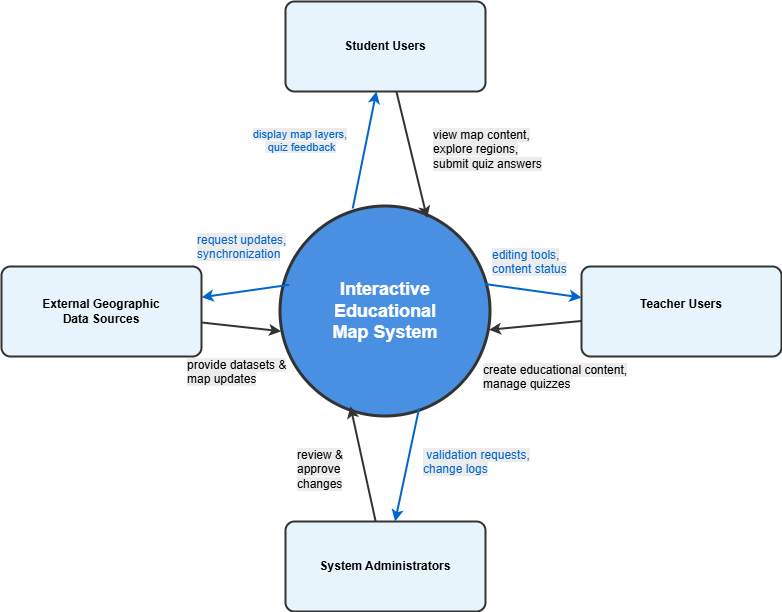 Student Users
display map layers,
quiz feedback
view map content,
explore regions,
submit quiz answers
request updates,
synchronization
editing tools,
content status
External Geographic
Data Sources
Interactive
Educational
Map System
Teacher Users
provide datasets &
map updates
create educational content,
manage quizzes
review &
approve
changes
validation requests,
change logs
System Administrators